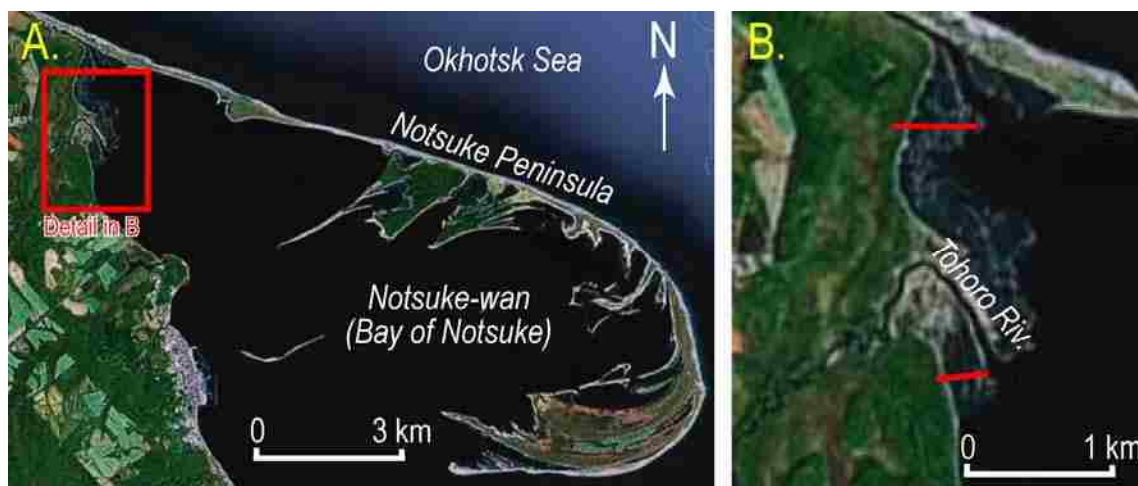 A.
Okhotsk Sea
N
Notsuke Peninsula
Detail in B
Notsuke-wan
(Bay of Notsuke)
0 3 km
B.
Tohoro Riv.
0 1 km